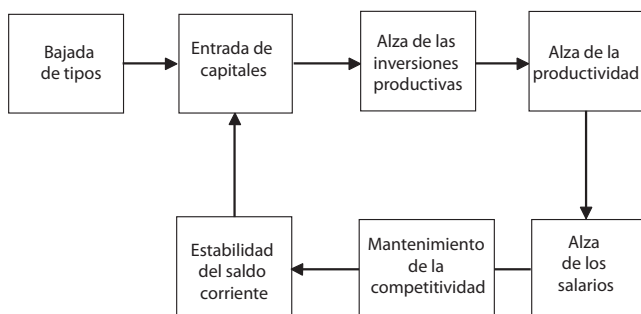 Bajada
de tipos
Entrada de
capitales
Alza de las
inversiones
productivas
Alza de la
productividad
Estabilidad
del saldo
corriente
Mantenimiento
de la
competitividad
Alza
de los
salarios